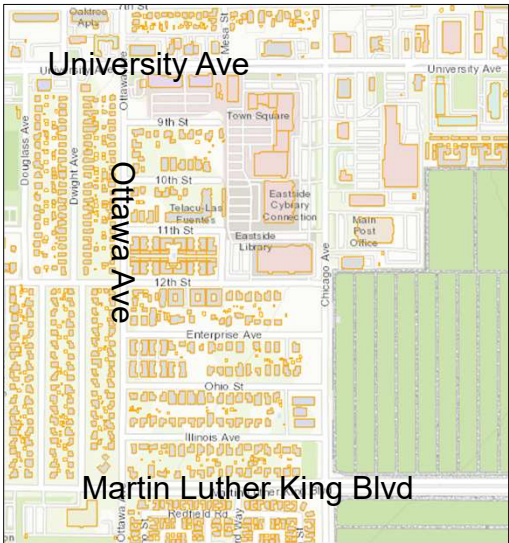 7th St
Oaktree
Apts
Mesa St
Ottawa
University Ave
University Ave
University Ave
Douglass Ave
Dwight Ave
Ottawa Ave
9th St
Town Square
10th St
Telacu-Las
Fuentes
Eastside
Cybrary
Connection
11th St
Eastside
Library
Main
Post
Office
Chicago Ave
12th St
Enterprise Ave
Ohio St
Illinois Ave
Martin Luther King Blvd
Ottawa
Redfield Rd